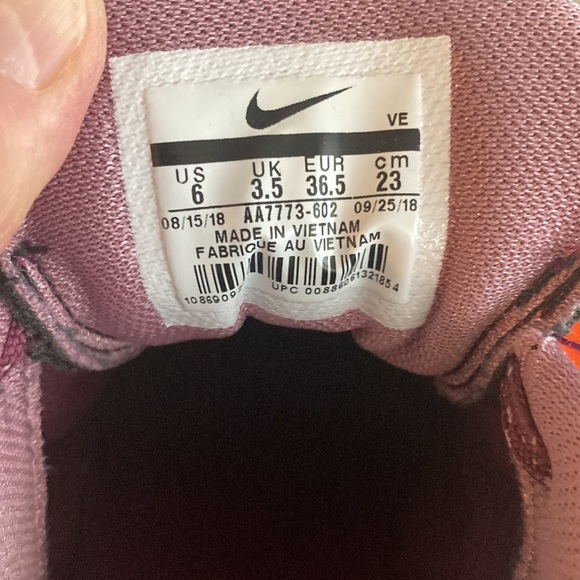 VE
US UK EUR cm
6 3.5 36.5 23
08/15/18 AA7773-602 09/25/18
MADE IN VIETNAM
FABRIQUE AU VIETNAM
UPC 00886061321854